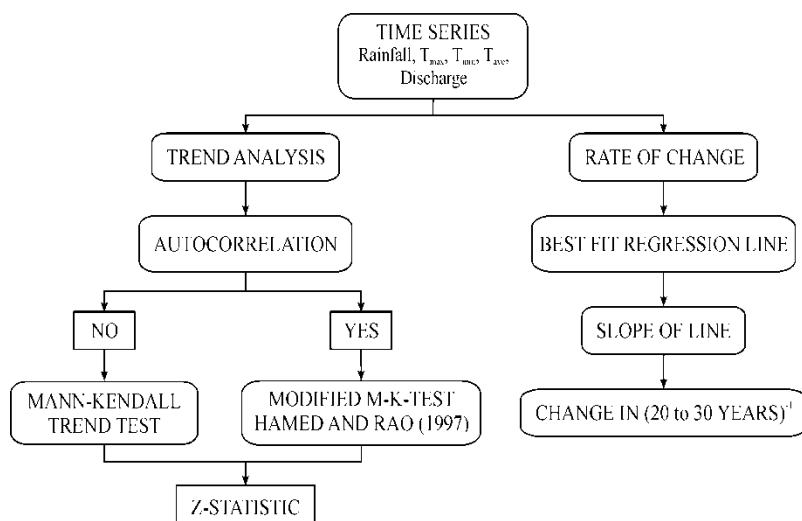 TIME SERIES
Rainfall, Tmax, Tmin, Tave,
Discharge
TREND ANALYSIS
RATE OF CHANGE
AUTOCORRELATION
BEST FIT REGRESSION LINE
NO
YES
SLOPE OF LINE
MANN-KENDALL
TREND TEST
MODIFIED M-K-TEST
HAMED AND RAO (1997)
CHANGE IN (20 to 30 YEARS)⁻¹
Z-STATISTIC